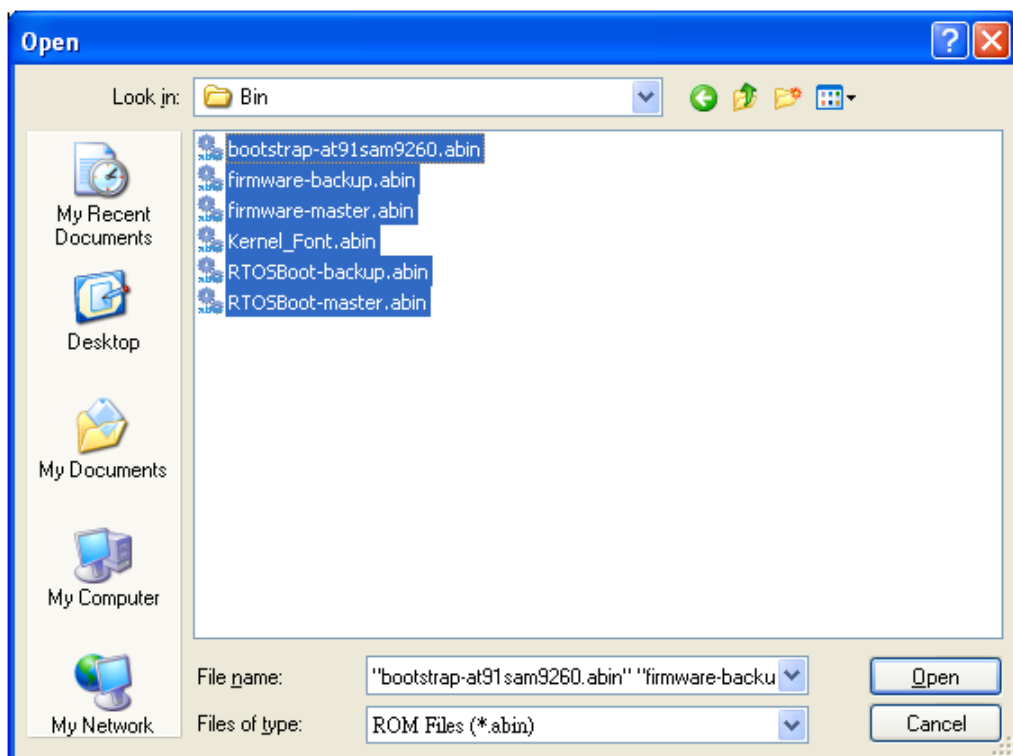 Open
Look in:
Bin
My Recent
Documents
Desktop
My Documents
My Computer
My Network
bootstrap-at91sam9260.abin
firmware-backup.abin
firmware-master.abin
Kernel_Font.abin
RTOSBoot-backup.abin
RTOSBoot-master.abin
File name:
"bootstrap-at91sam9260.abin" "firmware-backu
Open
Files of type:
ROM Files (*.abin)
Cancel